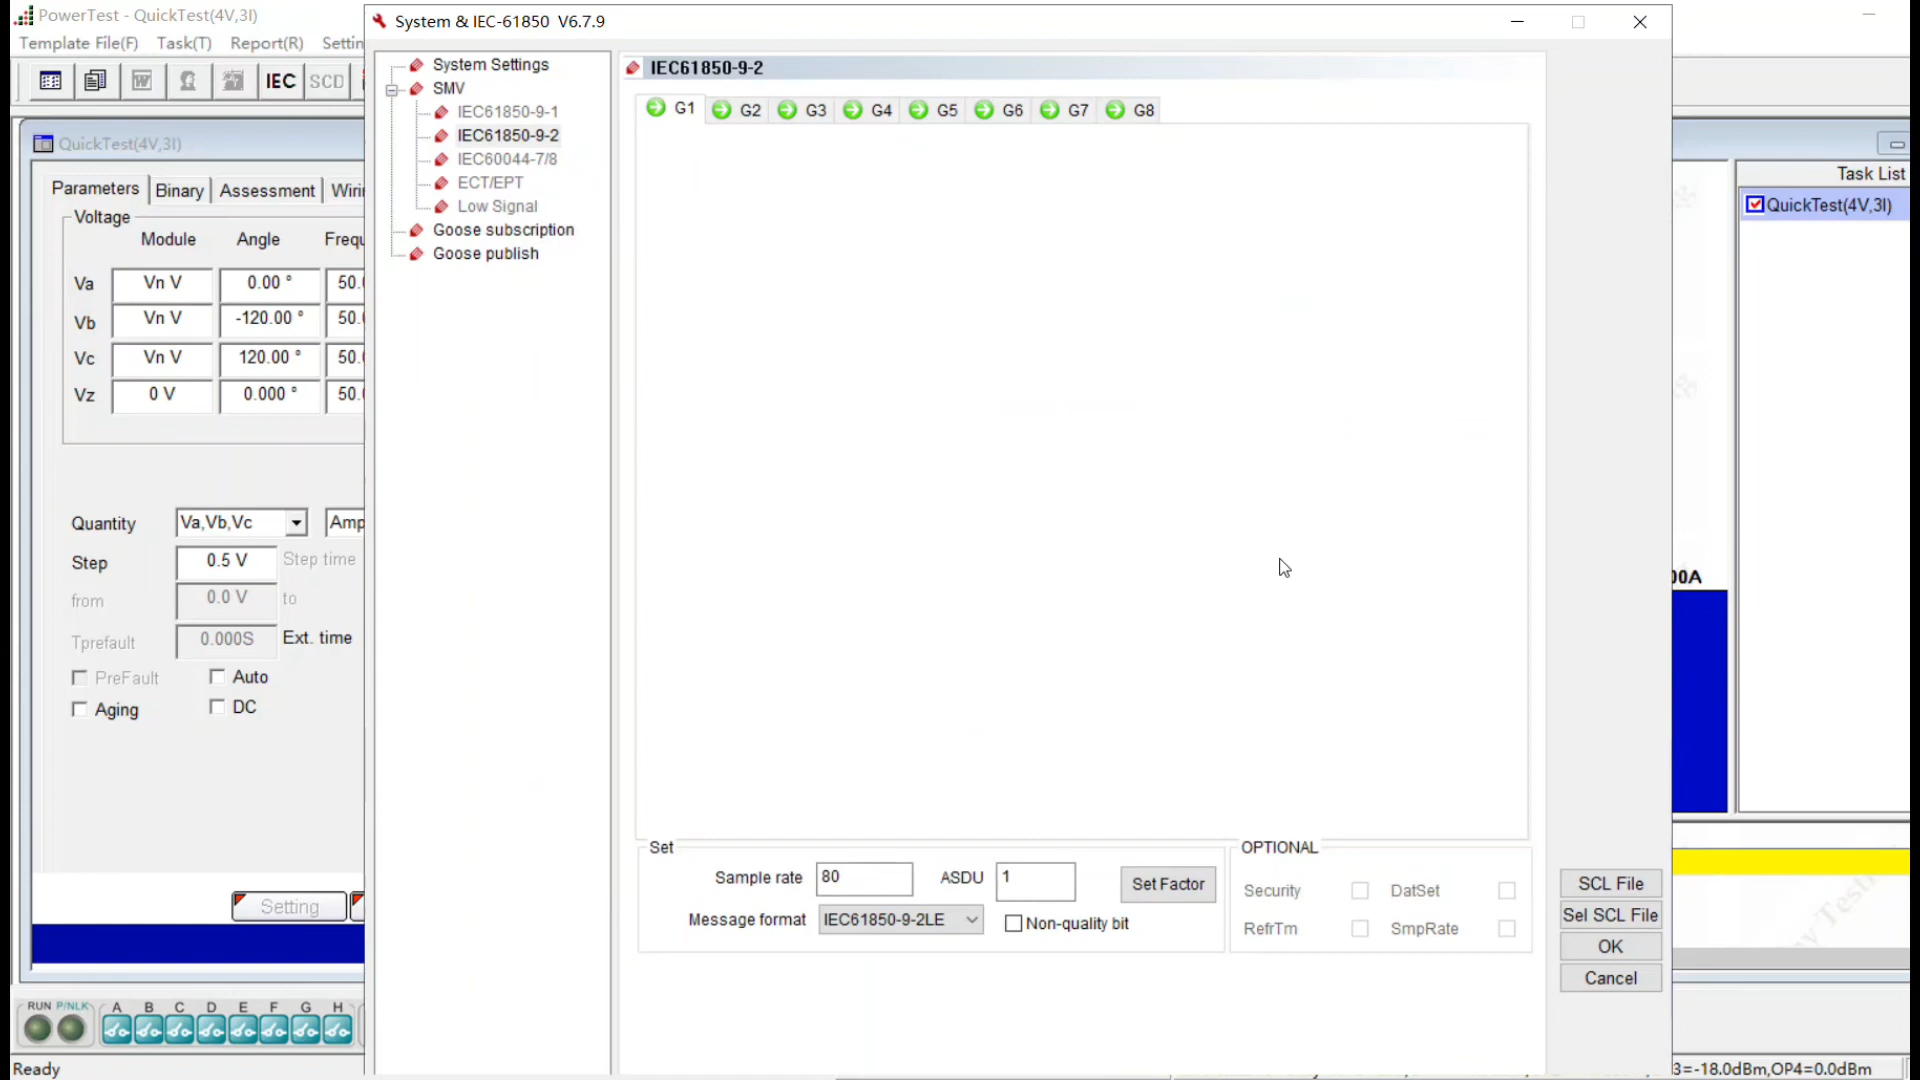 PowerTest - QuickTest(4V,3I)
Template File(F) Task(T) Report(R)
IEC SCD
QuickTest(4V,3I)
Parameters Binary Assessment
Voltage
Module Angle
Va Vn V 0.00 °
Vb Vn V -120.00 °
Vc Vn V 120.00 °
Vz 0 V 0.000 °
Quantity Va,Vb,Vc
Step 0.5 V Step time
from 0.0 V to
Tprefault 0.000S Ext. time
PreFault Auto
Aging DC
Setting
RUN P/NLK A B C D E F G H
Ready
System & IEC-61850 V6.7.9
System Settings
SMV
IEC61850-9-1
IEC61850-9-2
IEC60044-7/8
ECT/EPT
Low Signal
Goose subscription
Goose publish
IEC61850-9-2
G1 G2 G3 G4 G5 G6 G7 G8
Set
Sample rate 80 ASDU 1 Set Factor
Message format IEC61850-9-2LE Non-quality bit
OPTIONAL
Security DatSet
RefrTm SmpRate
SCL File
Sel SCL File
OK
Cancel
Task List
QuickTest(4V,3I)
00A
3=-18.0dBm,OP4=0.0dBm